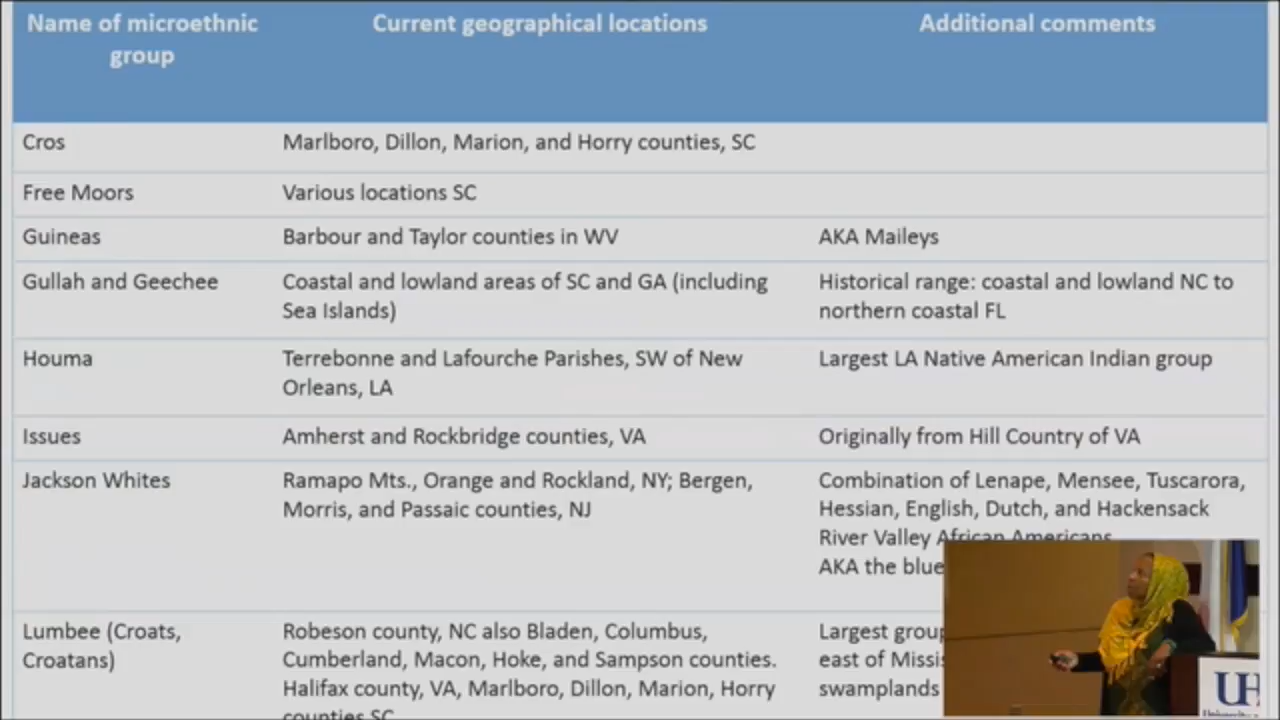 Name of microethnic group
Current geographical locations
Additional comments
Cros
Marlboro, Dillon, Marion, and Horry counties, SC
Free Moors
Various locations SC
Guineas
Barbour and Taylor counties in WV
AKA Maileys
Gullah and Geechee
Coastal and lowland areas of SC and GA (including
Sea Islands)
Historical range: coastal and lowland NC to
northern coastal FL
Houma
Terrebonne and Lafourche Parishes, SW of New
Orleans, LA
Largest LA Native American Indian group
Issues
Amherst and Rockbridge counties, VA
Originally from Hill Country of VA
Jackson Whites
Ramapo Mts., Orange and Rockland, NY; Bergen,
Morris, and Passaic counties, NJ
Combination of Lenape, Mensee, Tuscarora,
Hessian, English, Dutch, and Hackensack
River Valley African Americans
AKA the blue
Lumbee (Croats,
Croatans)
Robeson county, NC also Bladen, Columbus,
Cumberland, Macon, Hoke, and Sampson counties.
Halifax county, VA, Marlboro, Dillon, Marion, Horry
counties SC
Largest
east of
swamplands
UH